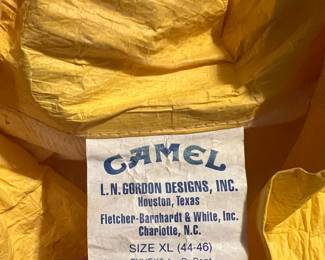 CAMEL
L.N. GORDON DESIGNS, INC.
Houston, Texas
Fletcher-Barnhardt & White, Inc.
Charlotte, N.C.
SIZE XL (44-46)